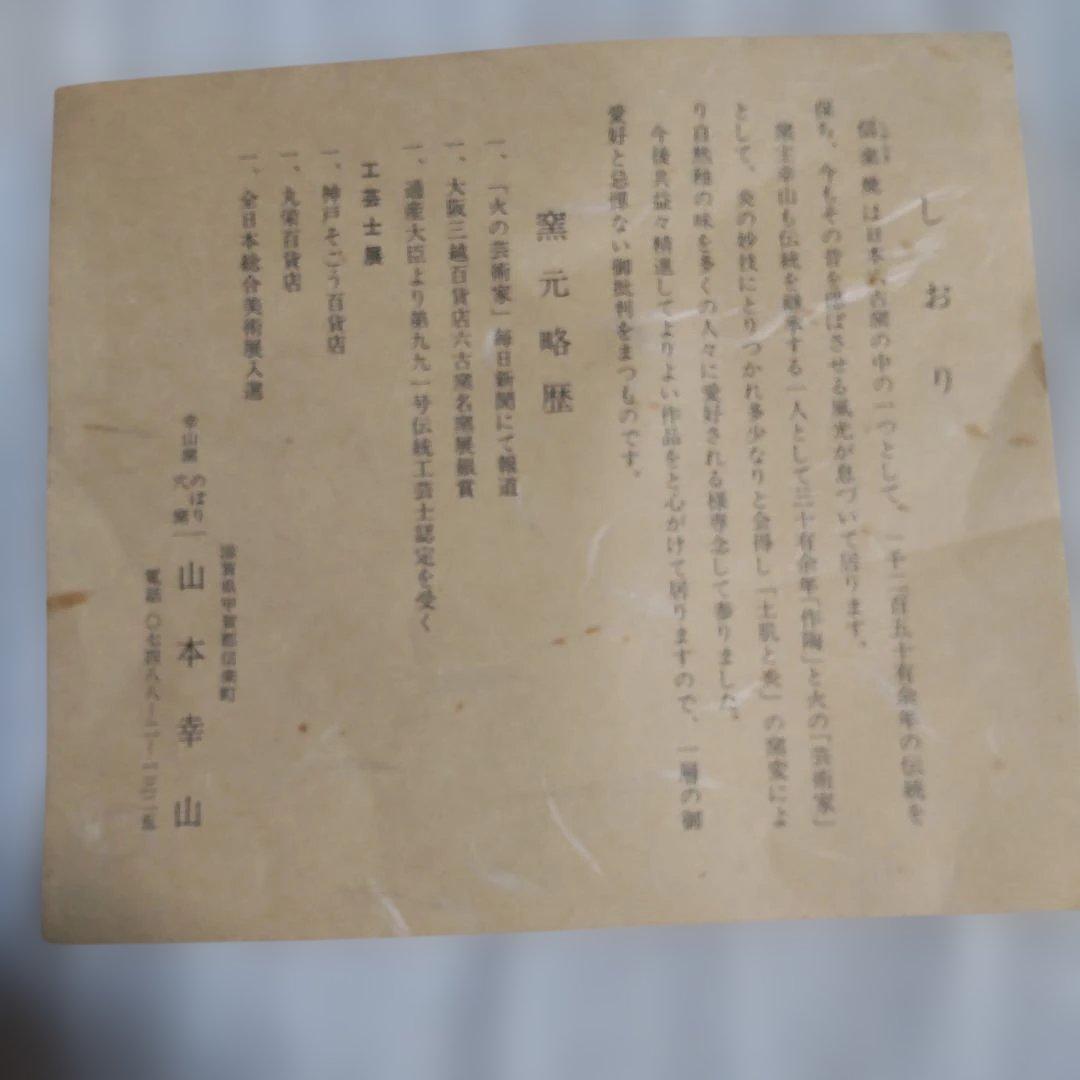 しおり
信楽焼は日本六古窯の中の一つとして、一千二百五十有余年の伝統を
保ち、今もその昔を偲ばさせる風光が息づいて居ります。
窯主幸山も伝統を継承する一人として三十有余年「作陶」と火の「芸術家」
として、炎の妙技にとりつかれ多少なりと会得し「土肌と炎」の窯変によ
り自然釉の味を多くの人々に愛好される様専念して参りました。
今後共益々精進してよりよい作品をと心がけて居りますので、一層の御
愛好と忌憚ない御批判をまつものです。
窯元略歴
一、「火の芸術家」毎日新聞にて報道
一、大阪三越百貨店六古窯名窯展銀賞
一、通産大臣より第九九一号伝統工芸士認定を受く
工芸士展
一、神戸そごう百貨店
一、丸栄百貨店
一、全日本総合美術展入選
滋賀県甲賀郡信楽町
幸山窯 のぼり 穴窯 山本幸山
電話 〇七四八八―二―一三二